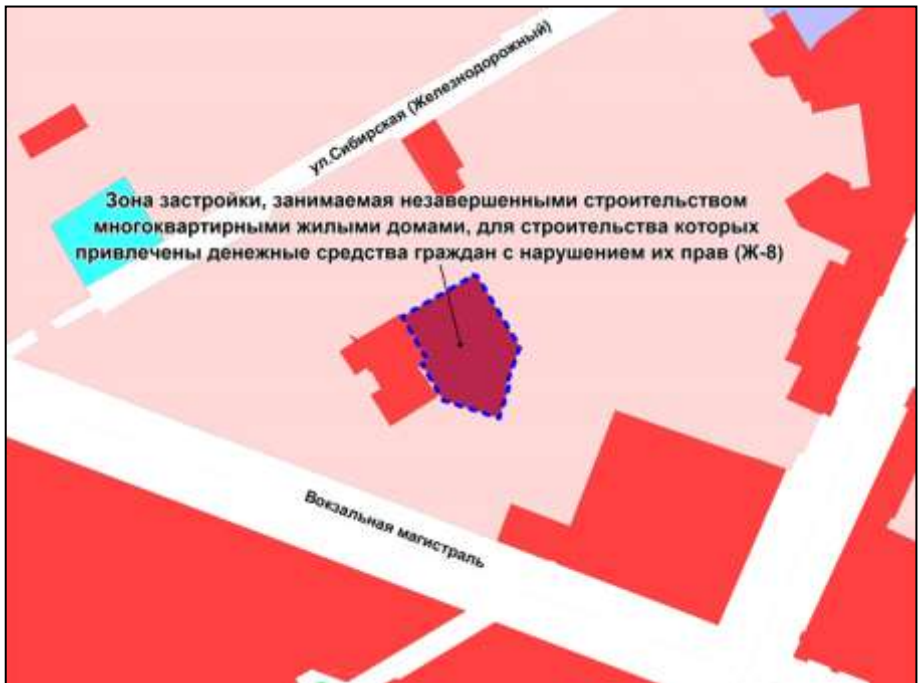 ул.Сибирская (Железнодорожный)
Зона застройки, занимаемая незавершенными строительством
многоквартирными жилыми домами, для строительства которых
привлечены денежные средства граждан с нарушением их прав (Ж-8)
Вокзальная магистраль